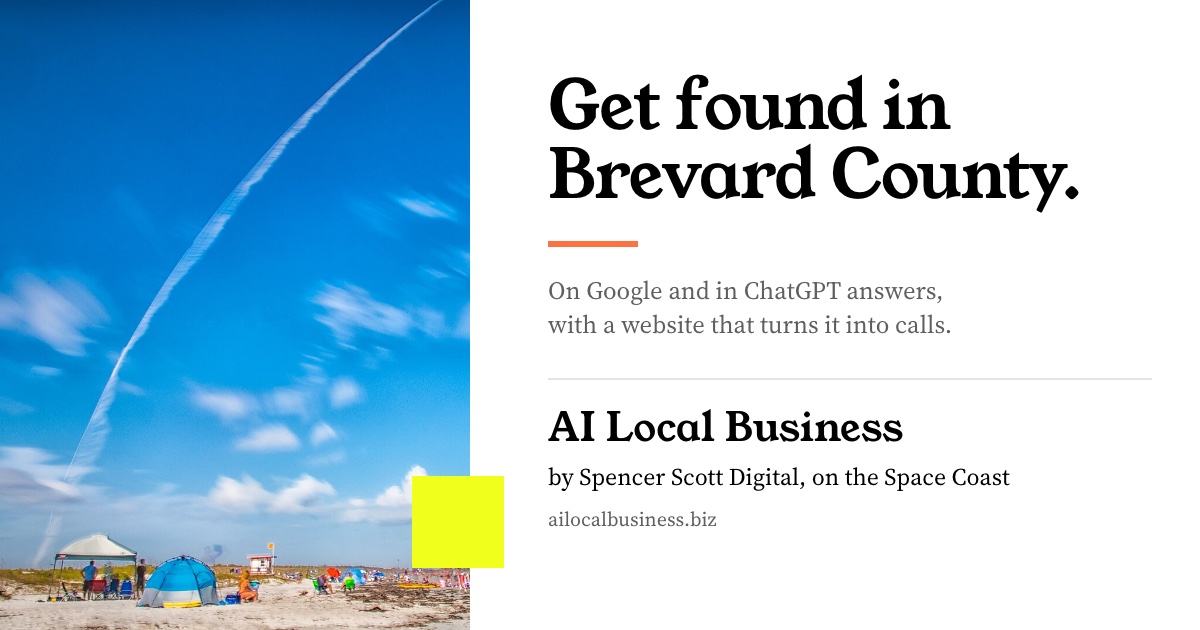 Get found in
Brevard County.
On Google and in ChatGPT answers,
with a website that turns it into calls.
AI Local Business
by Spencer Scott Digital, on the Space Coast
ailocalbusiness.biz